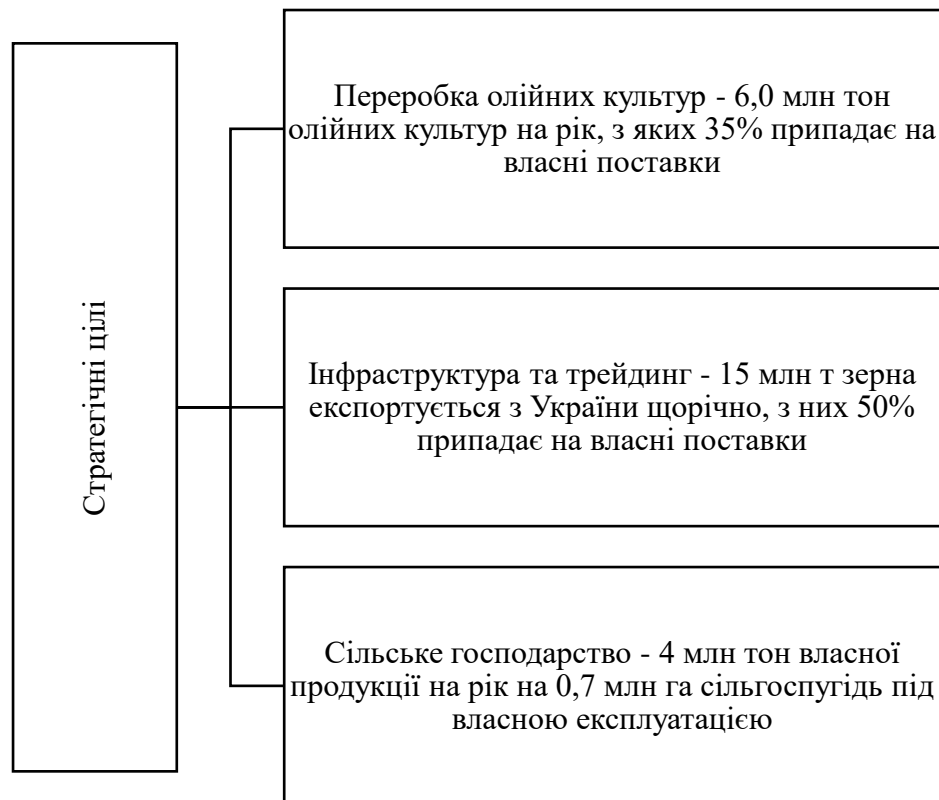 Стратегічні цілі
Переробка олійних культур - 6,0 млн тон
олійних культур на рік, з яких 35% припадає на
власні поставки
Інфраструктура та трейдинг - 15 млн т зерна
експортується з України щорічно, з них 50%
припадає на власні поставки
Сільське господарство - 4 млн тон власної
продукції на рік на 0,7 млн га сільгоспугідь під
власною експлуатацією